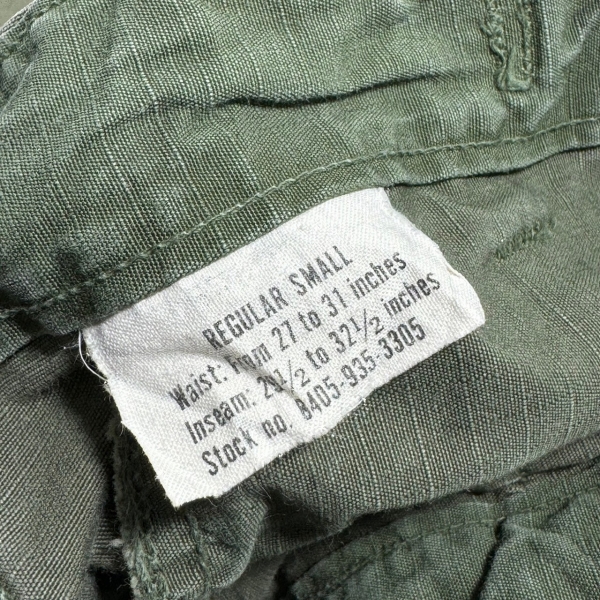 REGULAR SMALL
Waist: From 27 to 31 inches
Inseam: 29 1/2 to 32 1/2 inches
Stock no. 8405-935-3305